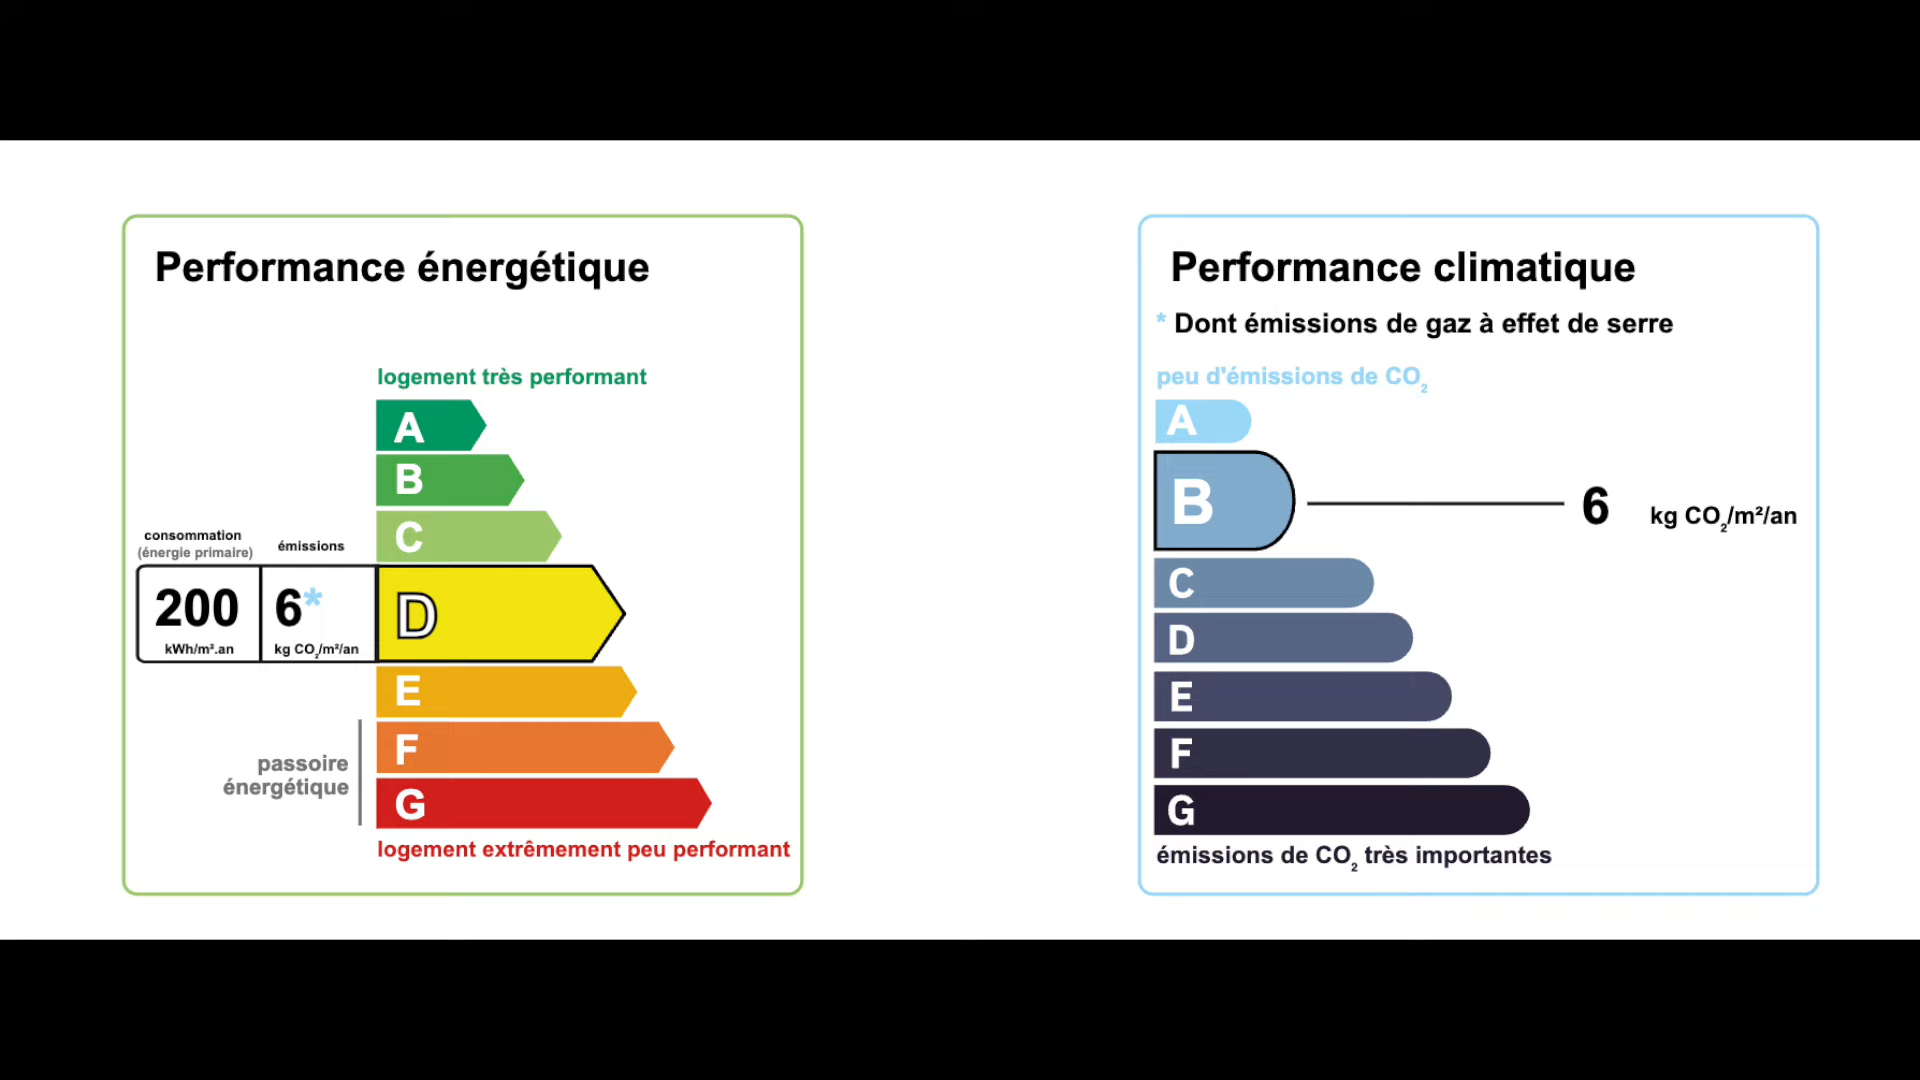 Performance énergétique
logement très performant
A
B
C
consommation
(énergie primaire)
émissions
200
kWh/m².an
6*
kg CO₂/m²/an
D
E
F
passoire
énergétique
G
logement extrêmement peu performant
Performance climatique
* Dont émissions de gaz à effet de serre
peu d'émissions de CO₂
A
B
6 kg CO₂/m²/an
C
D
E
F
G
émissions de CO₂ très importantes